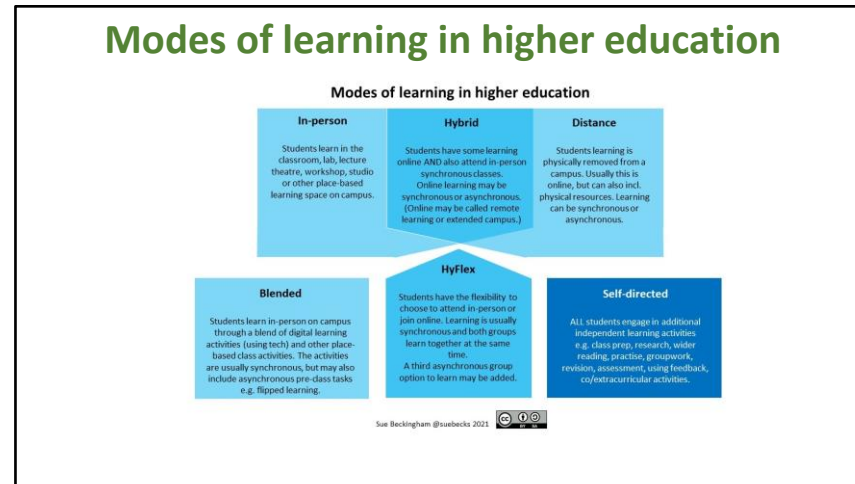 Modes of learning in higher education
Modes of learning in higher education
In-person
Students learn in the
classroom, lab, lecture
theatre, workshop, studio
or other place-based
learning space on campus.
Hybrid
Students have some learning
online AND also attend in-person
synchronous classes.
Online learning may be
synchronous or asynchronous.
(Online may be called remote
learning or extended campus.)
Distance
Students learning is
physically removed from a
campus. Usually this is
online, but can also incl.
physical resources. Learning
can be synchronous or
asynchronous.
Blended
Students learn in-person on campus
through a blend of digital learning
activities (using tech) and other place-
based class activities. The activities
are usually synchronous, but may also
include asynchronous pre-class tasks
e.g. flipped learning.
HyFlex
Students have the flexibility to
choose to attend in-person or
join online. Learning is usually
synchronous and both groups
learn together at the same
time.
A third asynchronous group
option to learn may be added.
Self-directed
ALL students engage in additional
independent learning activities
e.g. class prep, research, wider
reading, practise, groupwork,
revision, assessment, using feedback,
co/extracurricular activities.
Sue Beckingham @suebecks 2021
cc
BY SA